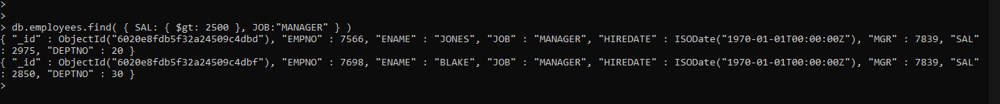 >
>
> db.employees.find( { SAL: { $gt: 2500 }, JOB:"MANAGER" } )
{ "_id" : ObjectId("6020e8fdb5f32a24509c4dbd"), "EMPNO" : 7566, "ENAME" : "JONES", "JOB" : "MANAGER", "HIREDATE" : ISODate("1970-01-01T00:00:00Z"), "MGR" : 7839, "SAL"
: 2975, "DEPTNO" : 20 }
{ "_id" : ObjectId("6020e8fdb5f32a24509c4dbf"), "EMPNO" : 7698, "ENAME" : "BLAKE", "JOB" : "MANAGER", "HIREDATE" : ISODate("1970-01-01T00:00:00Z"), "MGR" : 7839, "SAL"
: 2850, "DEPTNO" : 30 }
>